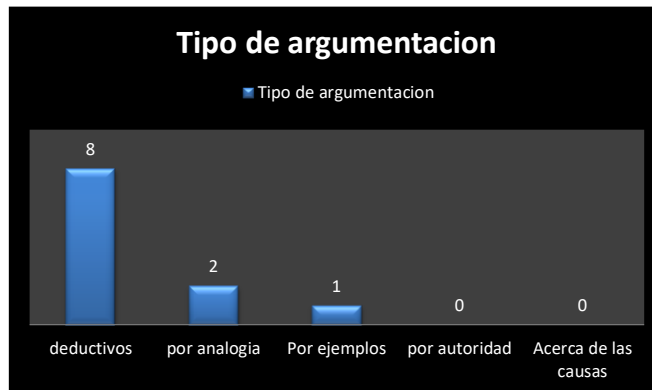 Tipo de argumentacion
Tipo de argumentacion
8
2
1
0
0
deductivos
por analogia
Por ejemplos
por autoridad
Acerca de las
causas